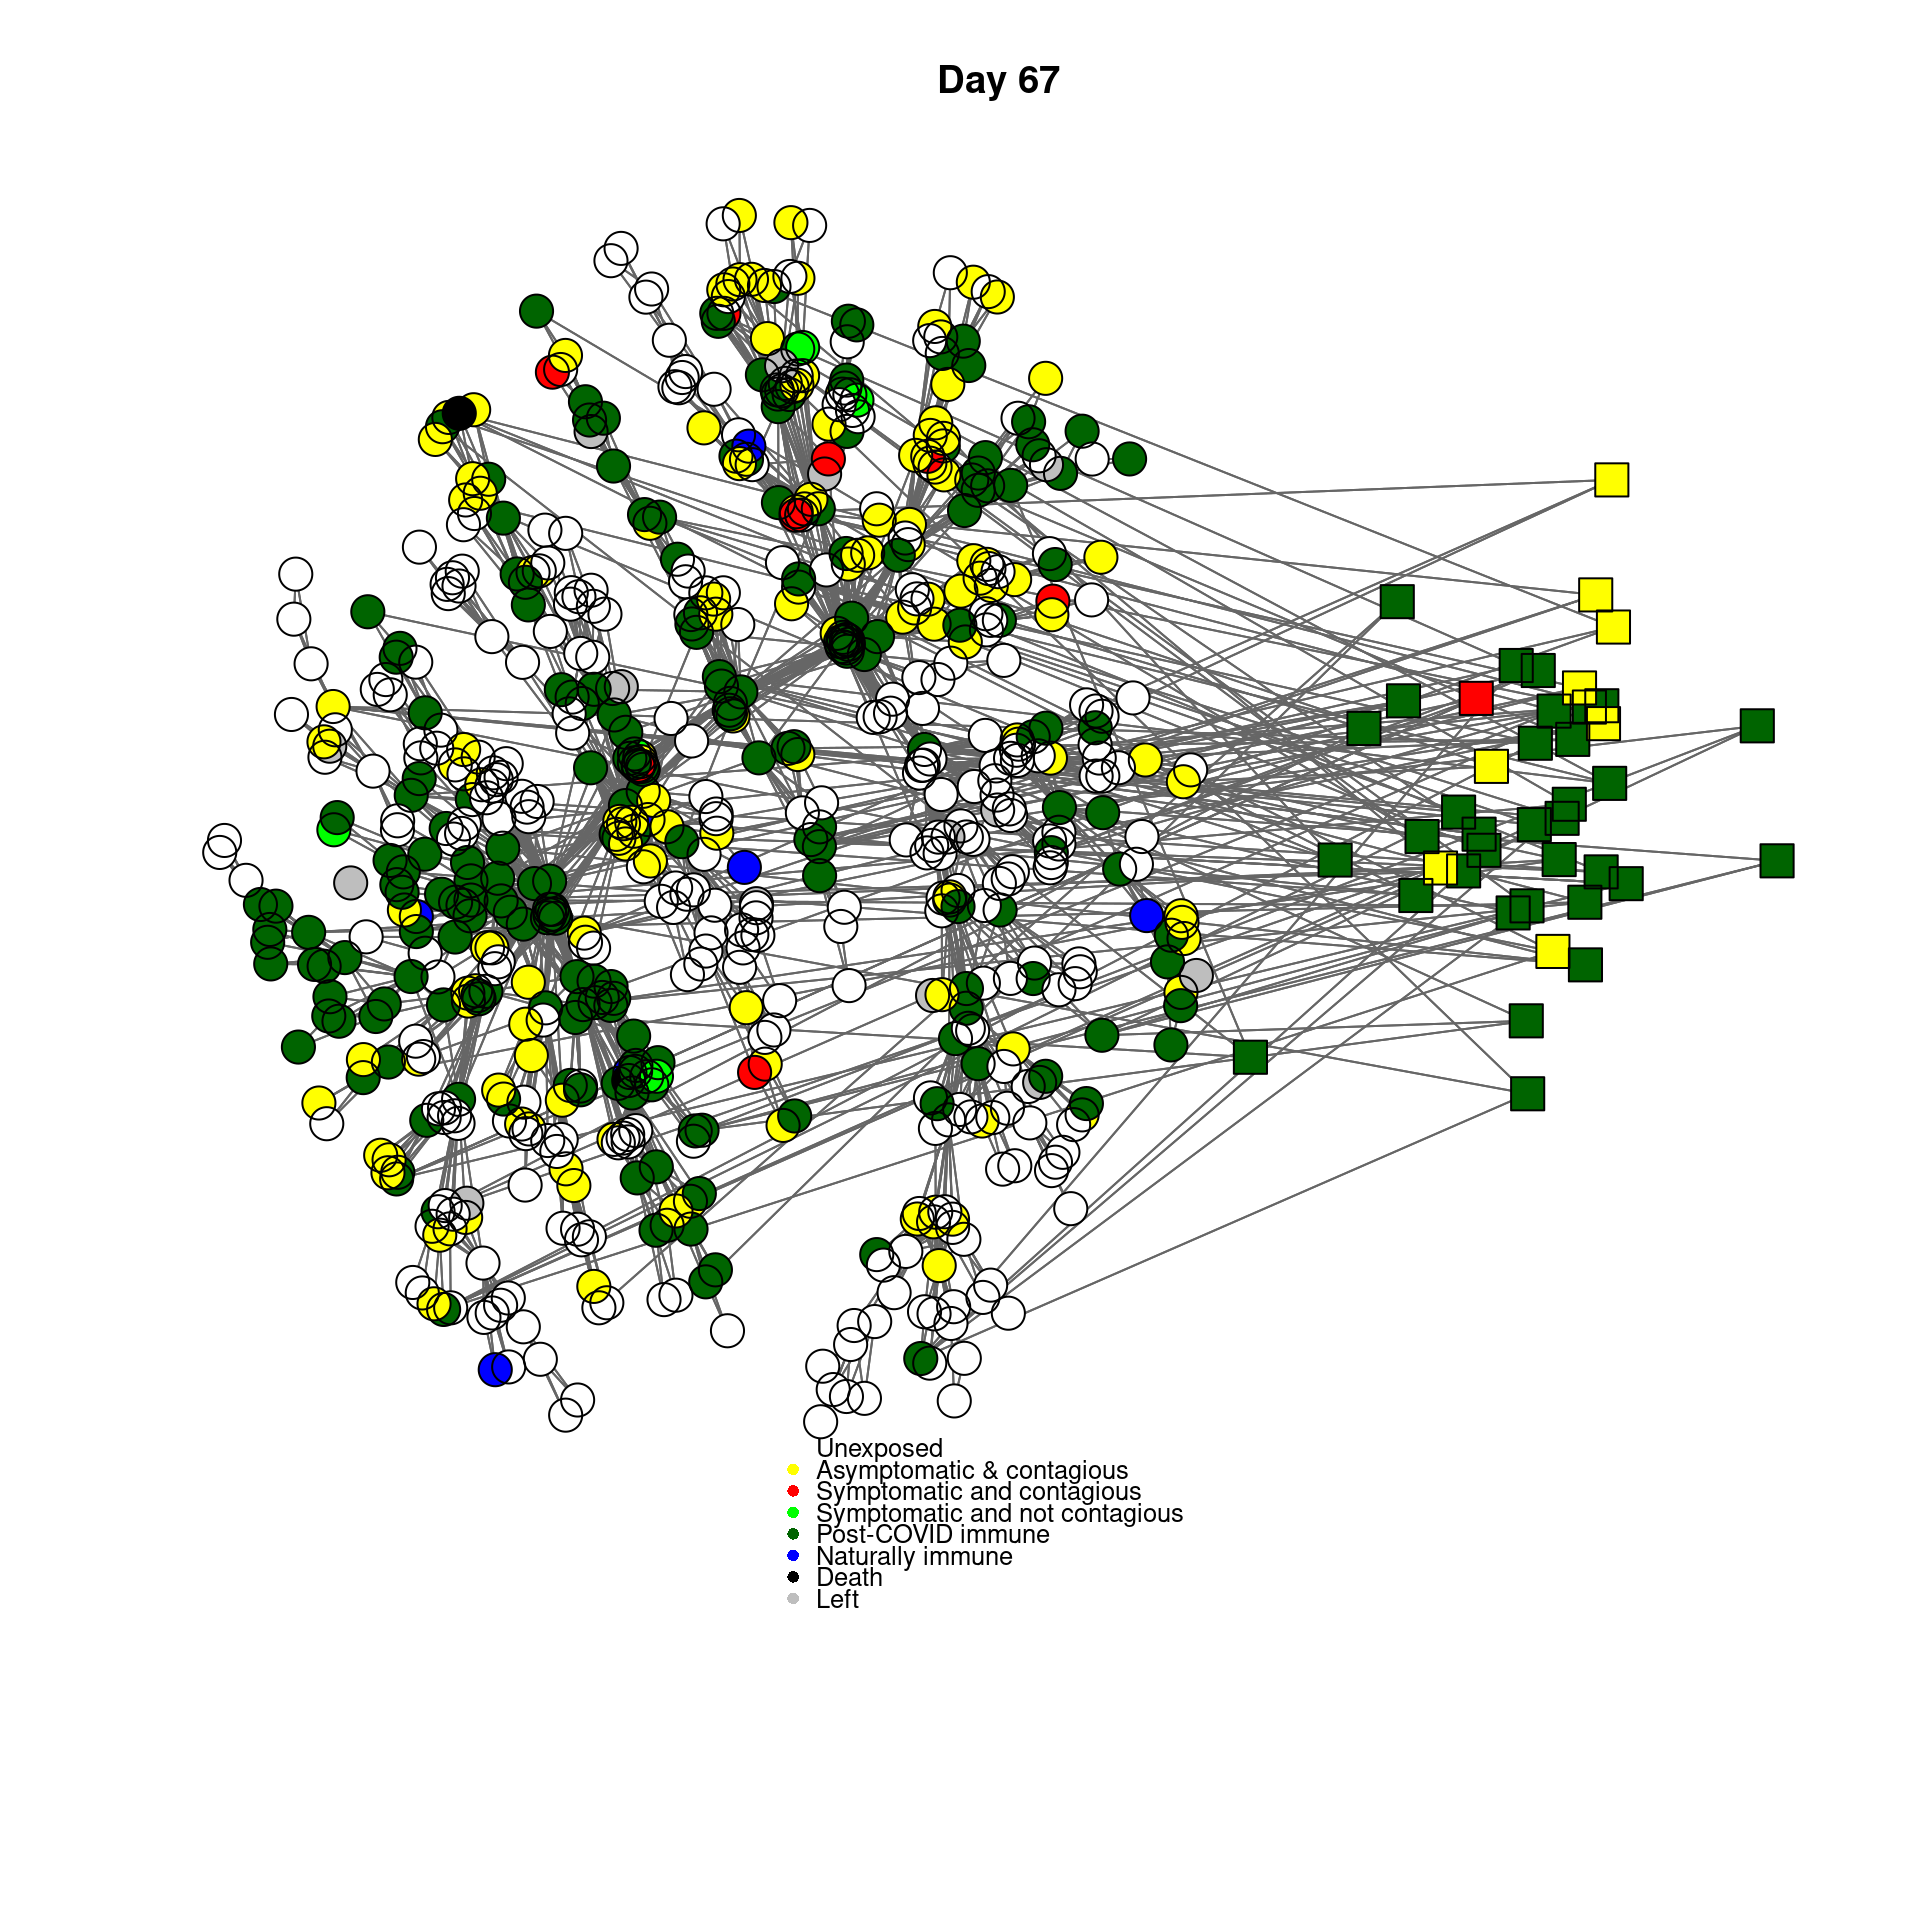 Day 67
Unexposed
Asymptomatic & contagious
Symptomatic and contagious
Symptomatic and not contagious
Post-COVID immune
Naturally immune
Death
Left